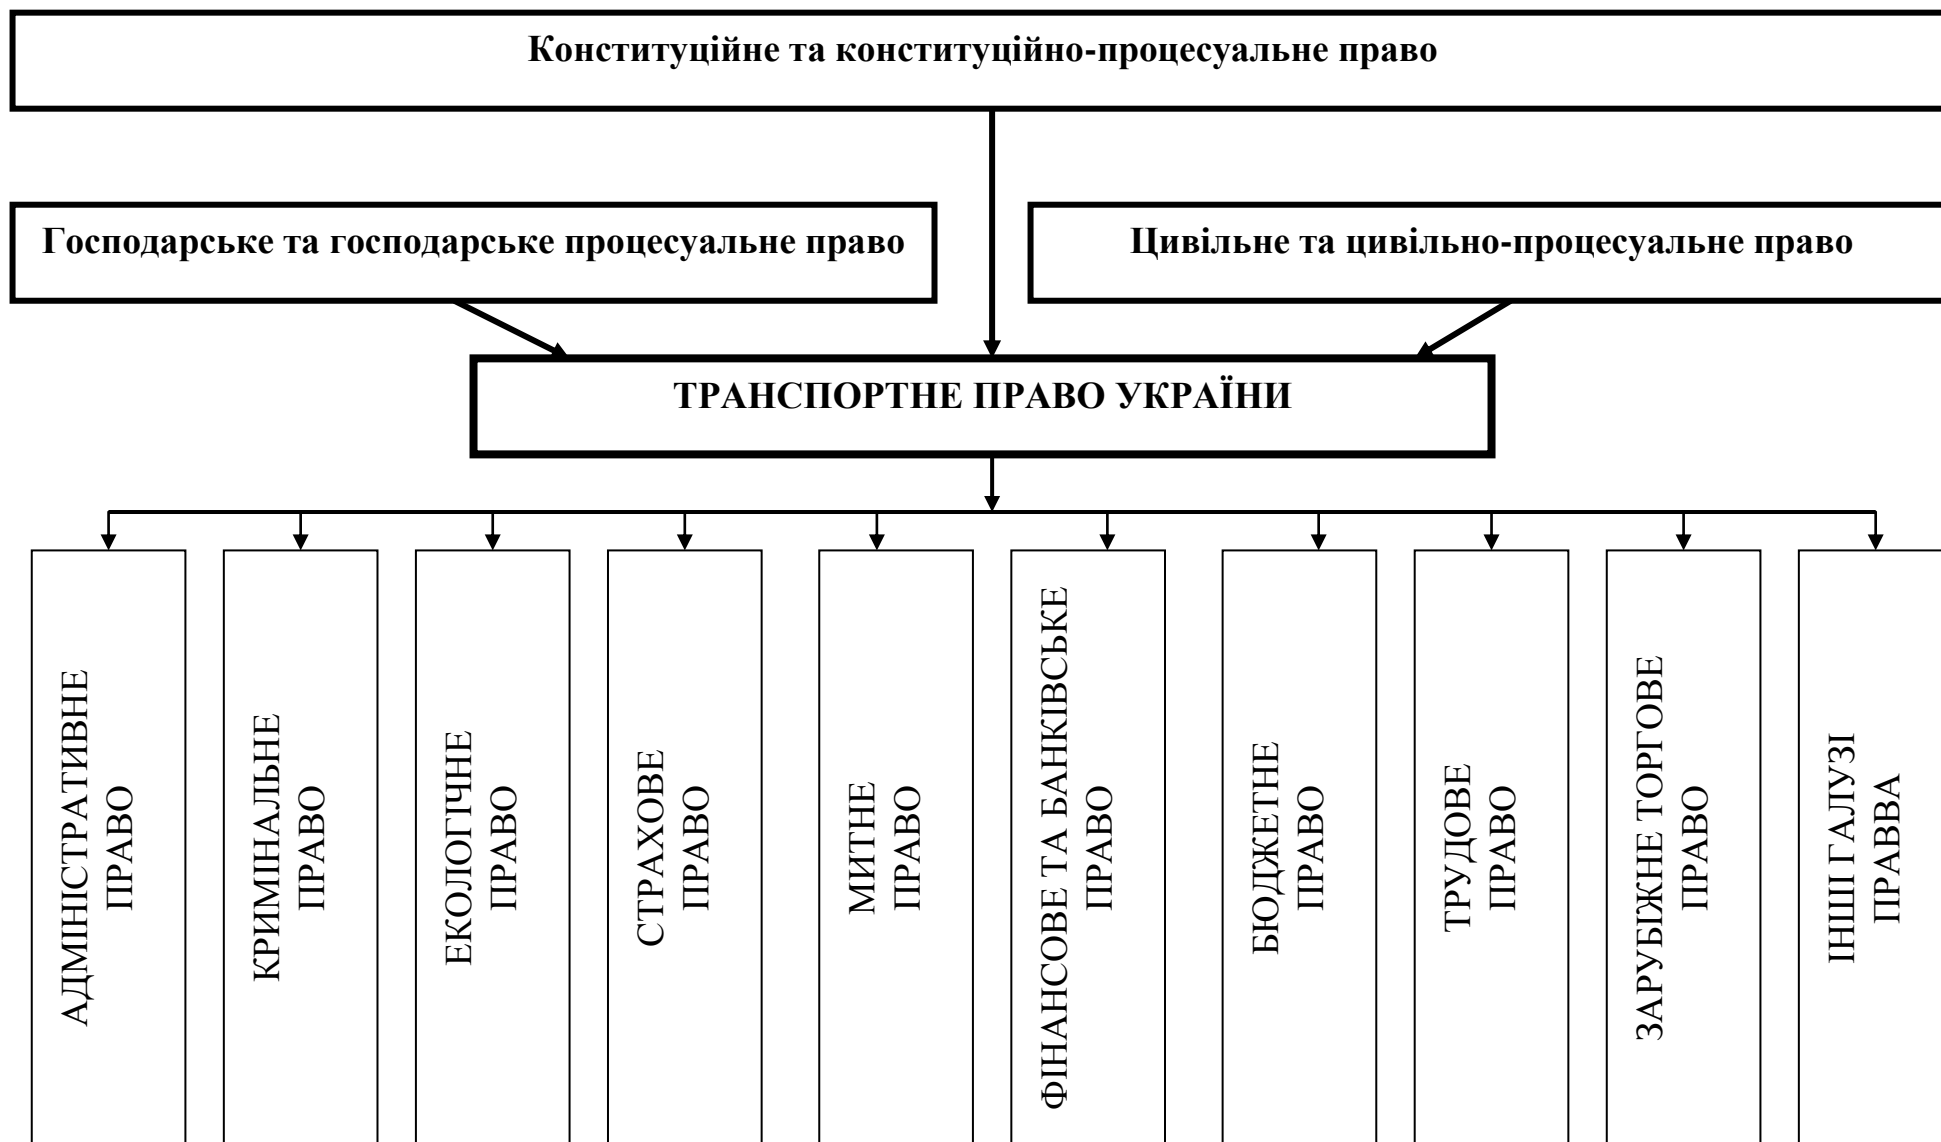 Конституційне та конституційно-процесуальне право
Господарське та господарське процесуальне право
Цивільне та цивільно-процесуальне право
ТРАНСПОРТНЕ ПРАВО УКРАЇНИ
АДМІНІСТРАТИВНЕ
ПРАВО
КРИМІНАЛЬНЕ
ПРАВО
ЕКОЛОГІЧНЕ
ПРАВО
СТРАХОВЕ
ПРАВО
МИТНЕ
ПРАВО
ФІНАНСОВЕ ТА БАНКІВСЬКЕ
ПРАВО
БЮДЖЕТНЕ
ПРАВО
ТРУДОВЕ
ПРАВО
ЗАРУБІЖНЕ ТОРГОВЕ
ПРАВО
ІНШІ ГАЛУЗІ
ПРАВВА